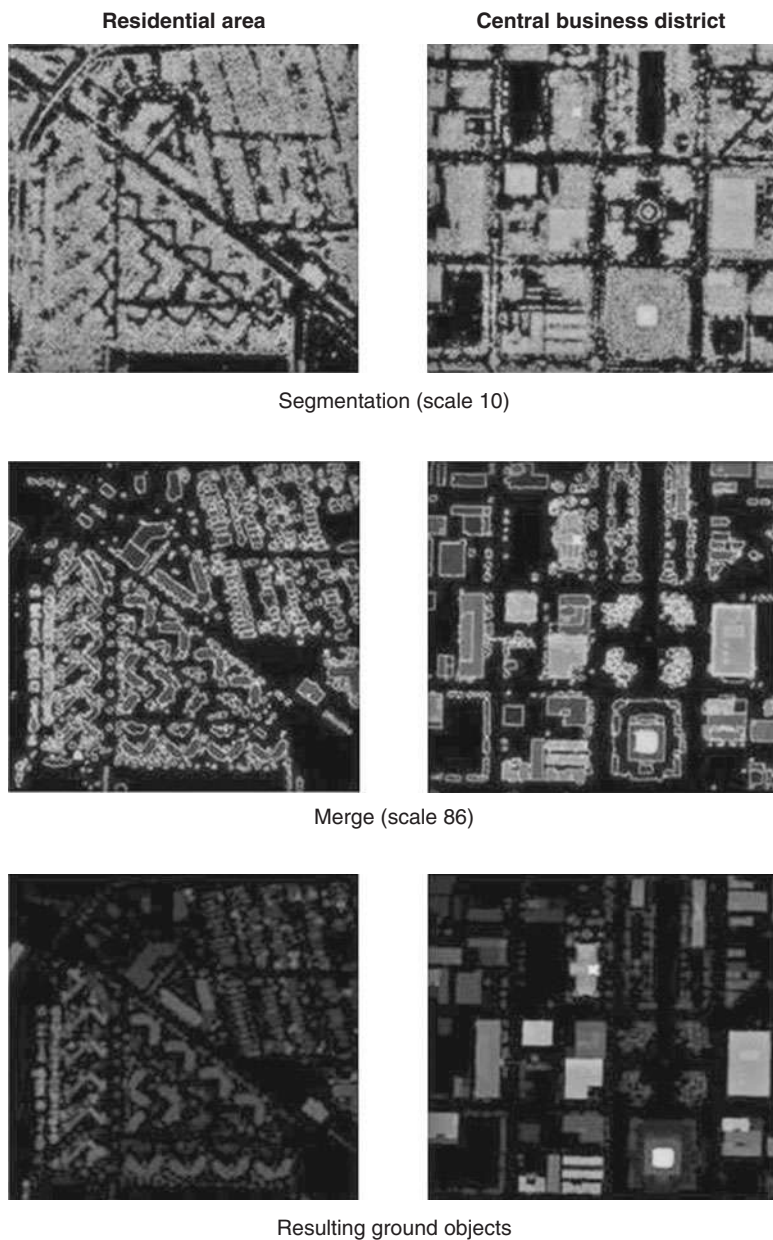 Residential area
Central business district
Segmentation (scale 10)
Merge (scale 86)
Resulting ground objects